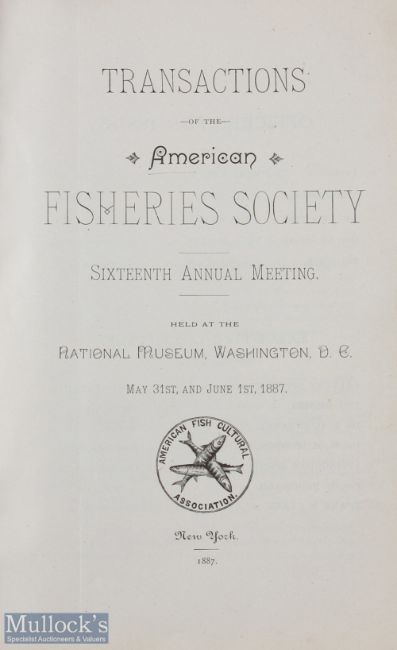 TRANSACTIONS
—OF THE—
American
FISHERIES SOCIETY
SIXTEENTH ANNUAL MEETING.
HELD AT THE
NATIONAL MUSEUM, WASHINGTON, D. C.
MAY 31ST, AND JUNE 1ST, 1887.
AMERICAN FISH CULTURAL
ASSOCIATION.
New York.
1887.
Mullock's
Specialist Auctioneers & Valuers